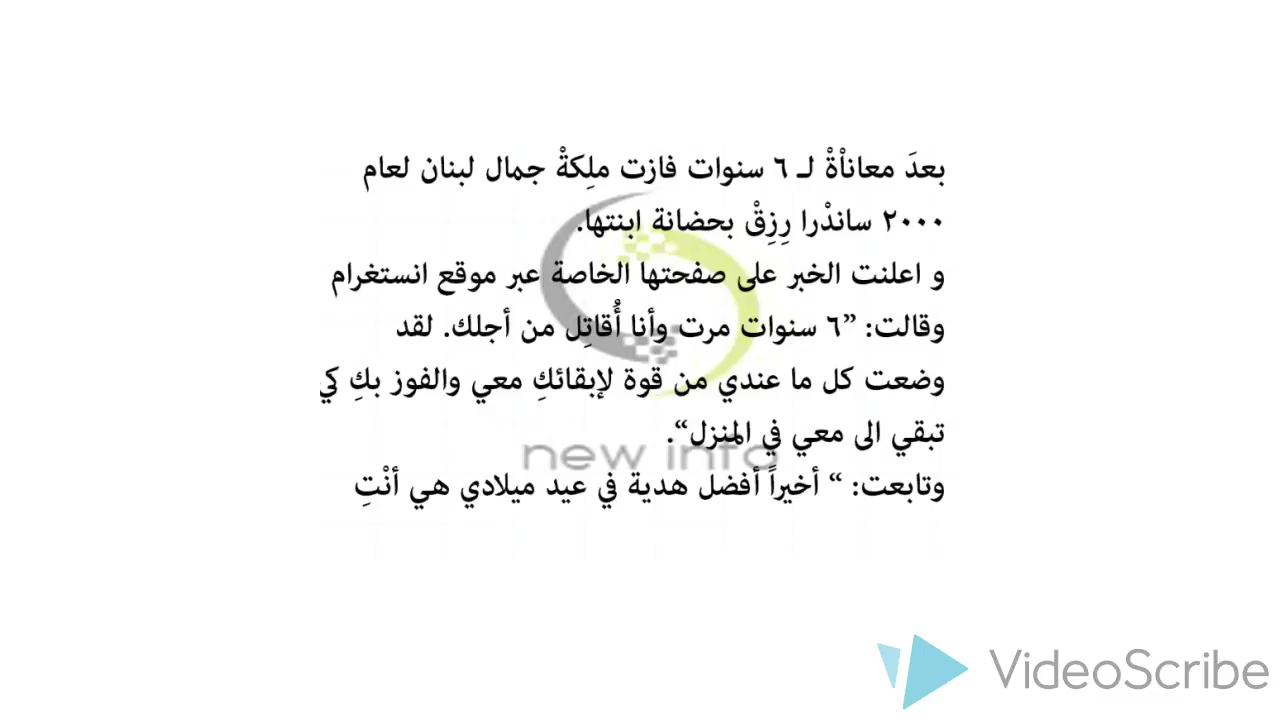 بعدَ معاناْةْ لـ ٦ سنوات فازت ملِكةْ جمال لبنان لعام
٢٠٠٠ ساندْرا رِزِقْ بحضانة ابنتها.
و اعلنت الخبر على صفحتها الخاصة عبر موقع انستغرام
وقالت: ”٦ سنوات مرت وأنا أُقاتِل من أجلك. لقد
وضعت كل ما عندي من قوة لإبقائكِ معي والفوز بكِ كي
تبقي الى معي في المنزل“.
new info
وتابعت: “ أخيراً أفضل هدية في عيد ميلادي هي أنْتِ
VideoScribe